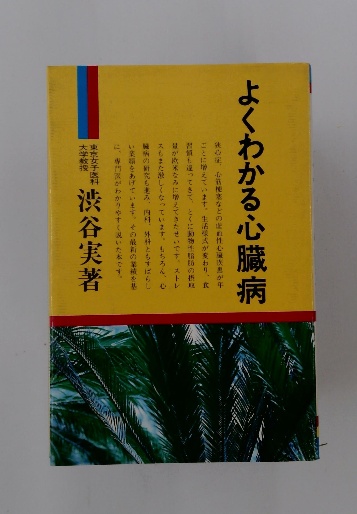 よくわかる心臓病
狭心症、心筋梗塞などの虚血性心臓疾患が年
ごとに増えています。生活様式が変わり、食
習慣も違ってきて、とくに動物性脂肪の摂取
量が欧米なみに増えてきたせいです。ストレ
スもまた激しくなっています。もちろん、心
臓病の研究も進み、内科、外科ともすばらし
い業績をあげています。その最新の業績を基
に、専門医がわかりやすく説いた本です。
東京女子医科
大学教授
渋谷実著